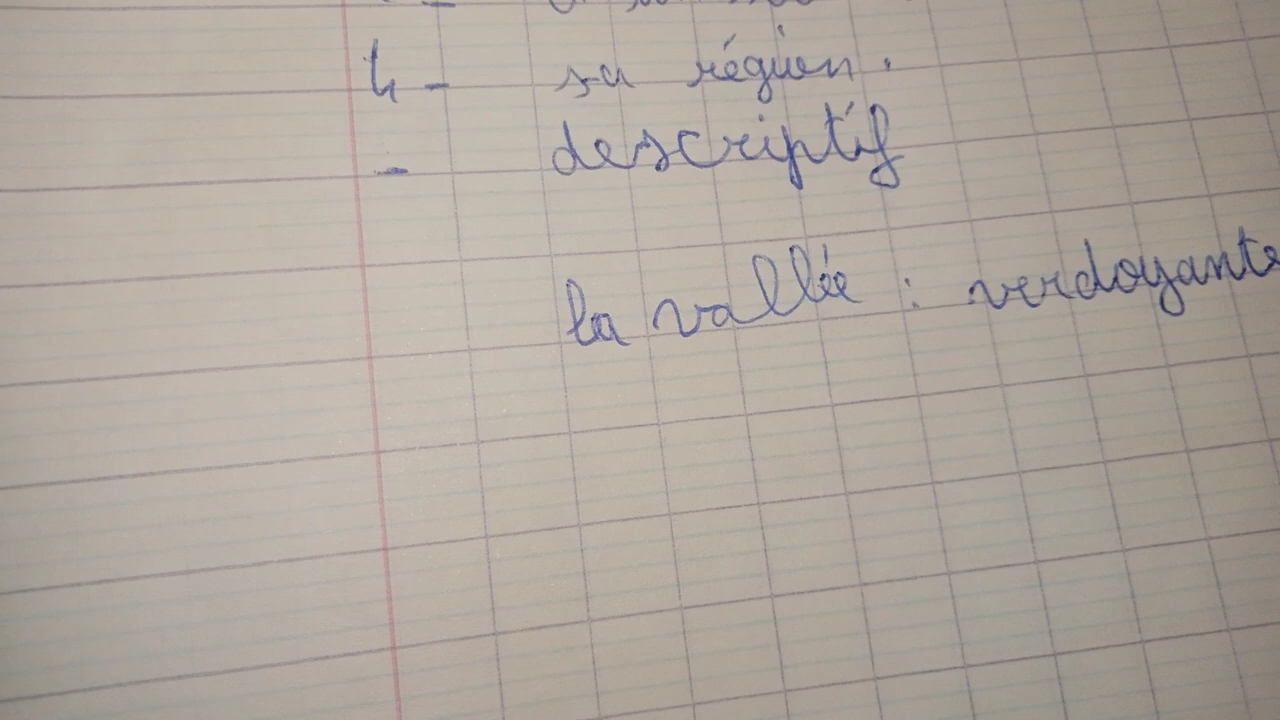 4 - sa région.
- descriptif
la vallée : verdoyante